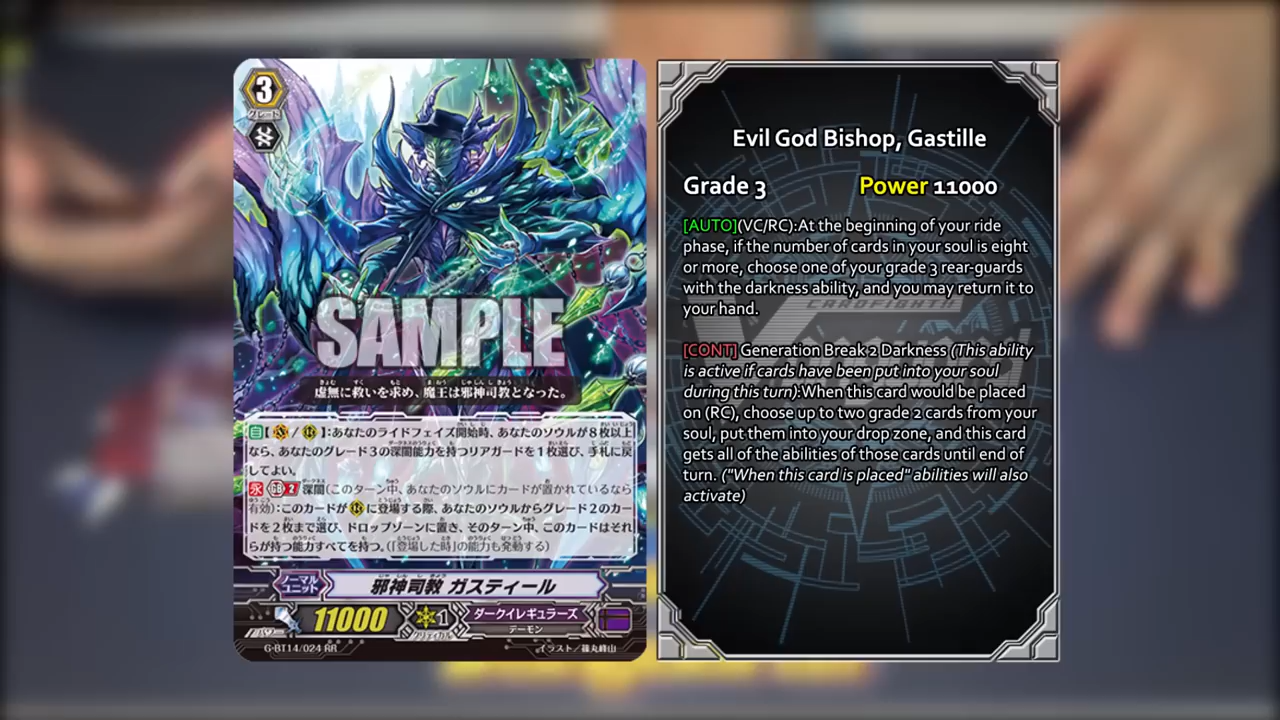 3
グレード
SAMPLE
虚無に救いを求め、魔王は邪神司教となった。
自【/】:あなたのライドフェイズ開始時、あなたのソウルが8枚以上
なら、あなたのグレード3の深闇能力を持つリアガードを1枚選び、手札に戻
してよい。
永 GB 2 深闇(このターン中、あなたのソウルにカードが置かれているなら
有効):このカードが に登場する際、あなたのソウルからグレード2のカー
ドを2枚まで選び、ドロップゾーンに置き、そのターン中、このカードはそれ
らが持つ能力すべてを持つ。(「登場した時」の能力も発動する)
ノーマル
ユニット
邪神司教 ガスティール
パワー
11000
1
クリティカル
ダークイレギュラーズ
デーモン
G-BT14/024 RR
イラスト/篠丸峰山
Evil God Bishop, Gastille
Grade 3 Power 11000
[AUTO](VC/RC):At the beginning of your ride
phase, if the number of cards in your soul is eight
or more, choose one of your grade 3 rear-guards
with the darkness ability, and you may return it to
your hand.
[CONT] Generation Break 2 Darkness (This ability
is active if cards have been put into your soul
during this turn):When this card would be placed
on (RC), choose up to two grade 2 cards from your
soul, put them into your drop zone, and this card
gets all of the abilities of those cards until end of
turn. ("When this card is placed" abilities will also
activate)